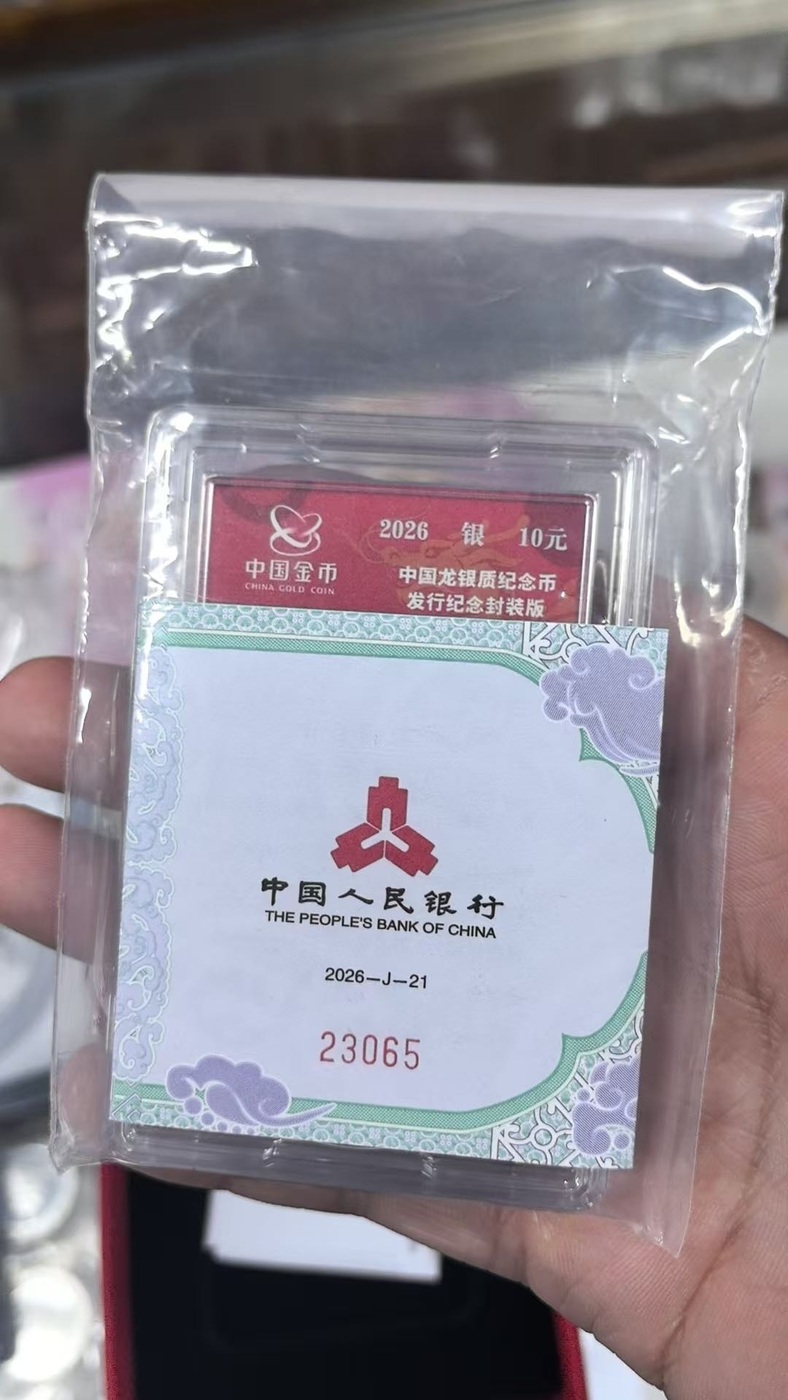 2026 银 10元
中国金币
CHINA GOLD COIN
中国龙银质纪念币
发行纪念封装版
中国人民银行
THE PEOPLE'S BANK OF CHINA
2026—J—21
23065